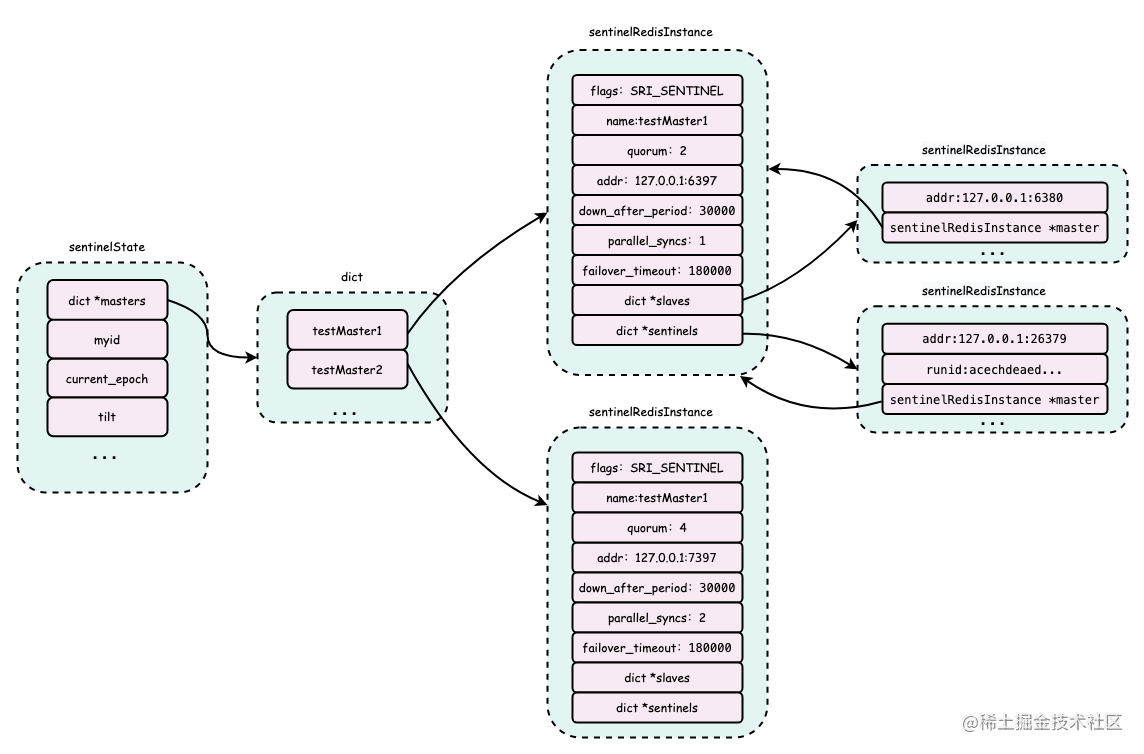 sentinelState
dict *masters
myid
current_epoch
tilt
...
dict
testMaster1
testMaster2
...
sentinelRedisInstance
flags: SRI_SENTINEL
name:testMaster1
quorum: 2
addr: 127.0.0.1:6397
down_after_period: 30000
parallel_syncs: 1
failover_timeout: 180000
dict *slaves
dict *sentinels
sentinelRedisInstance
flags: SRI_SENTINEL
name:testMaster1
quorum: 4
addr: 127.0.0.1:7397
down_after_period: 30000
parallel_syncs: 2
failover_timeout: 180000
dict *slaves
dict *sentinels
sentinelRedisInstance
addr:127.0.0.1:6380
sentinelRedisInstance *master
...
sentinelRedisInstance
addr:127.0.0.1:26379
runid:acechdeaed...
sentinelRedisInstance *master
...
@稀土掘金技术社区